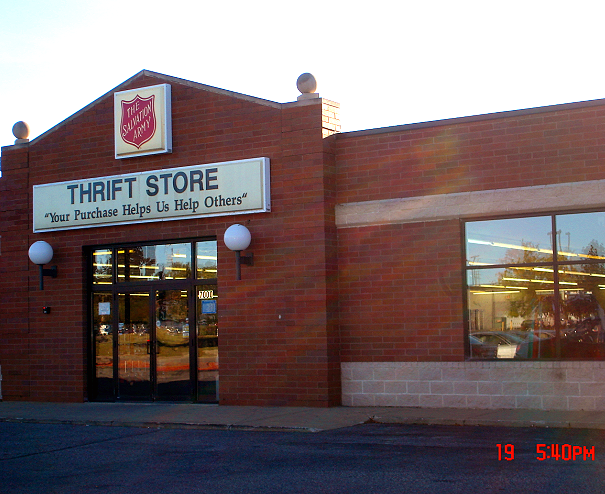 THE
SALVATION
ARMY
THRIFT STORE
"Your Purchase Helps Us Help Others"
19 5:40PM